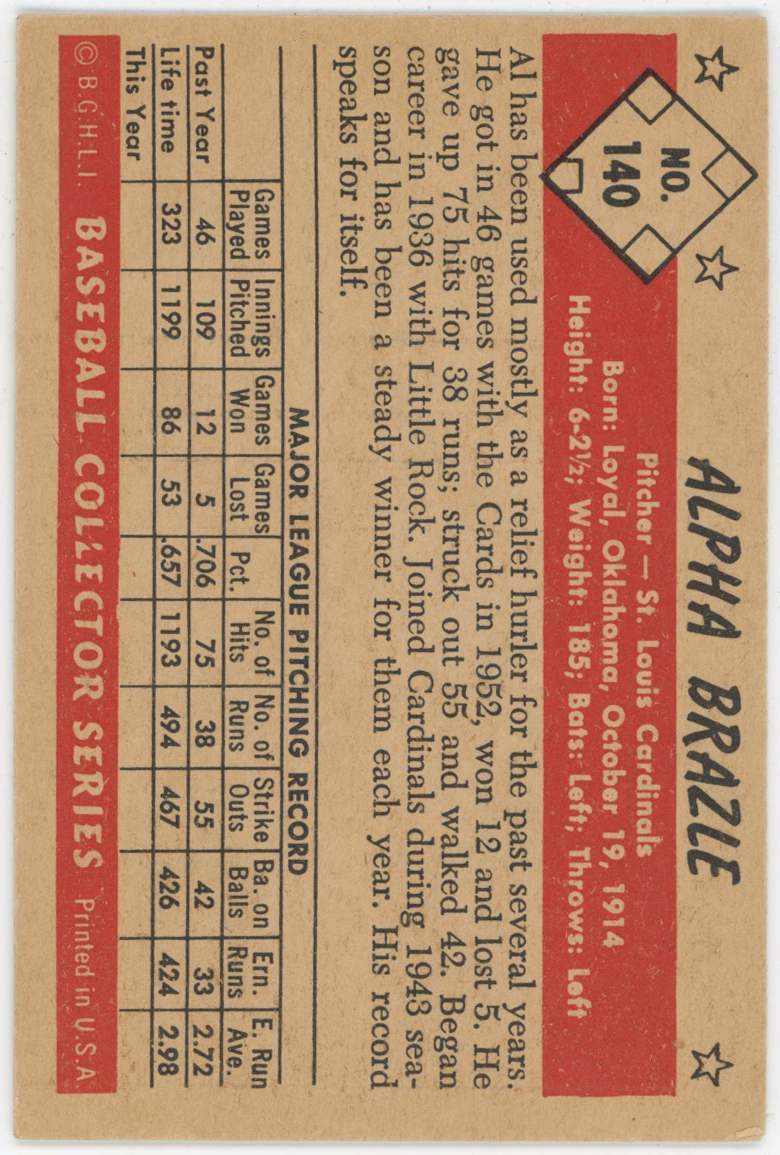 ALPHA BRAZLE
NO.
140
Pitcher — St. Louis Cardinals
Born: Loyal, Oklahoma, October 19, 1914
Height: 6-2½; Weight: 185; Bats: Left; Throws: Left
Al has been used mostly as a relief hurler for the past several years.
He got in 46 games with the Cards in 1952, won 12 and lost 5. He
gave up 75 hits for 38 runs; struck out 55 and walked 42. Began
career in 1936 with Little Rock. Joined Cardinals during 1943 sea-
son and has been a steady winner for them each year. His record
speaks for itself.
MAJOR LEAGUE PITCHING RECORD
Games Innings Games Games Pct. No. of No. of Strike Ba. on Ern. E. Run
Played Pitched Won Lost Hits Runs Outs Balls Runs Ave.
Past Year 46 109 12 5 .706 75 38 55 42 33 2.72
Life time 323 1199 86 53 .657 1193 494 467 426 424 2.98
This Year
© B.G.H.L.I. BASEBALL COLLECTOR SERIES Printed in U.S.A